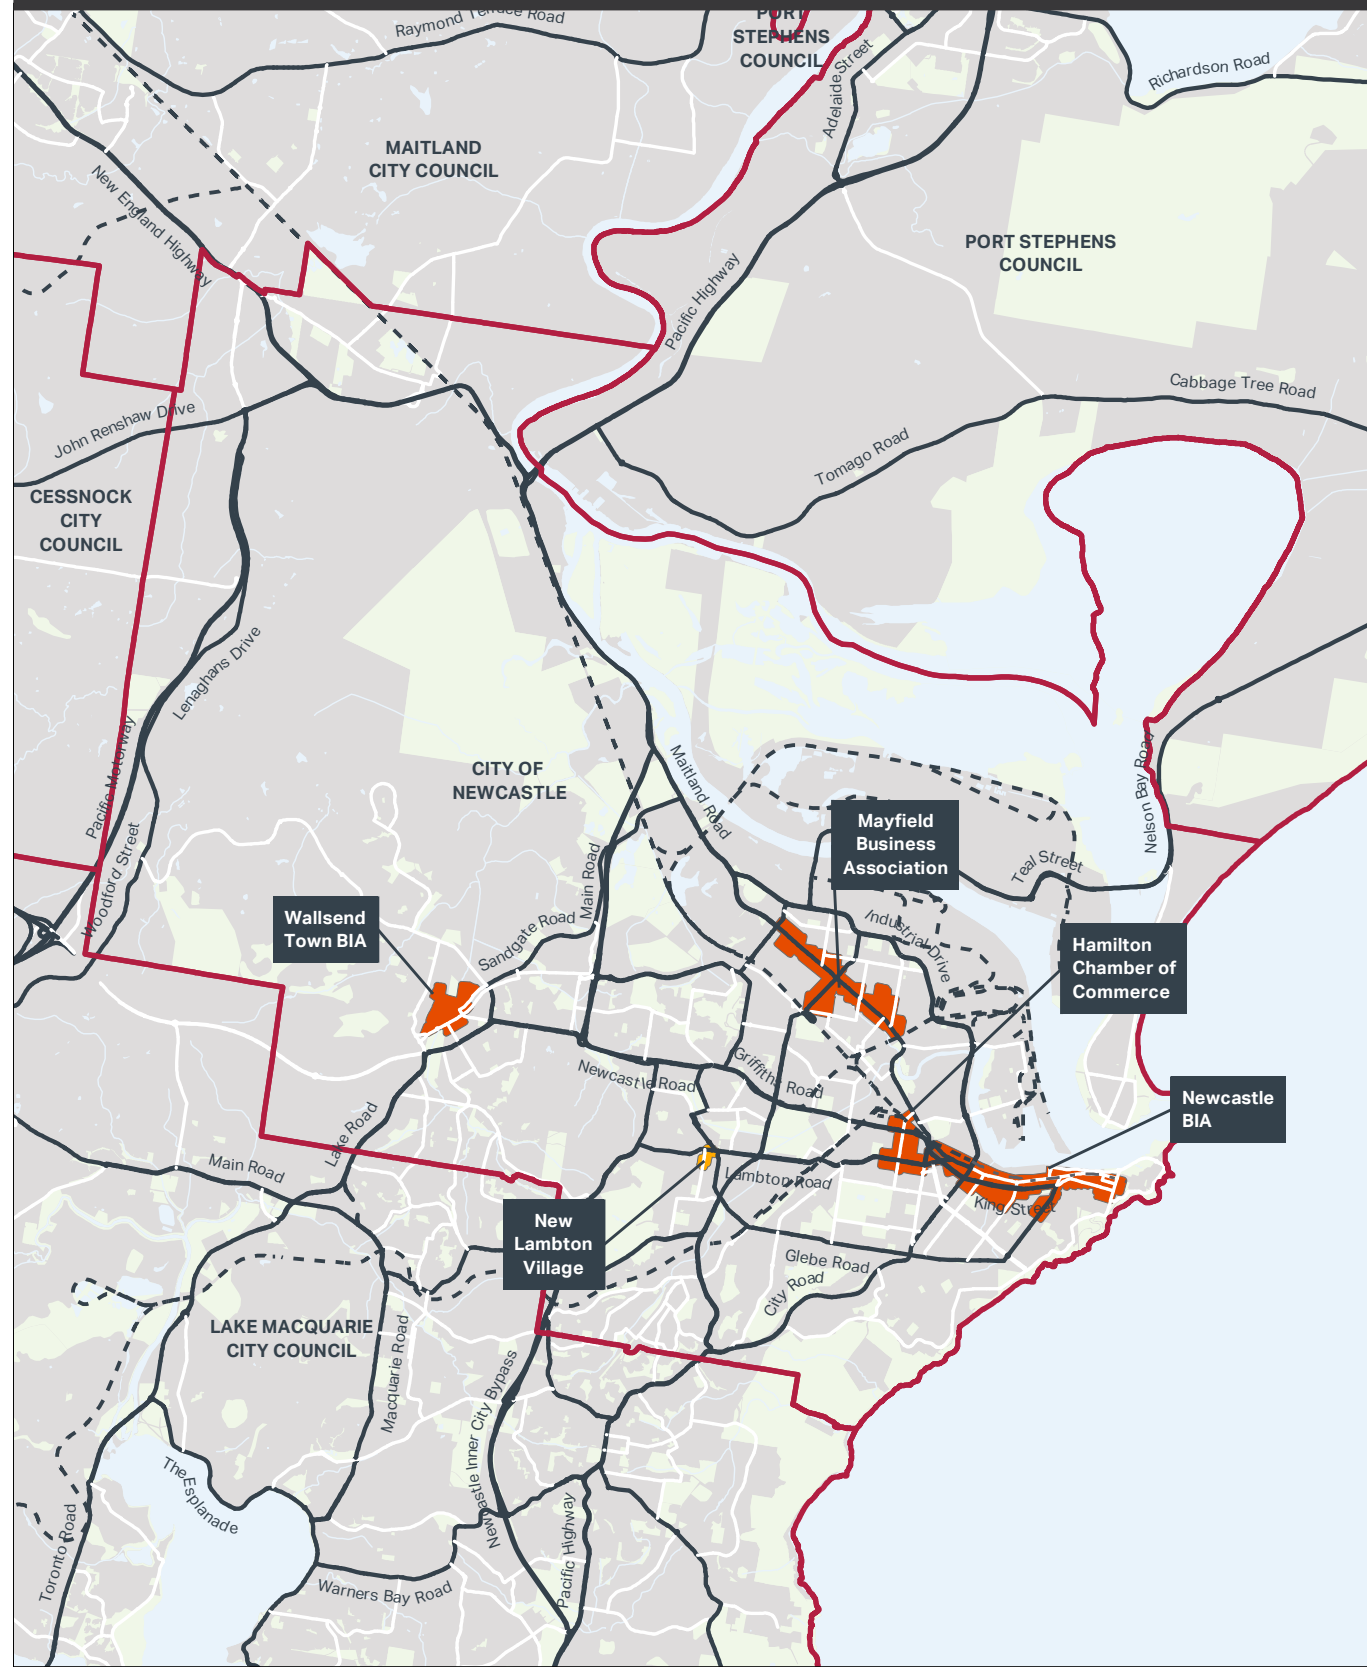 Raymond Terrace Road
PORT
STEPHENS
COUNCIL
Adelaide Street
Richardson Road
MAITLAND
CITY COUNCIL
New England Highway
PORT STEPHENS
COUNCIL
Pacific Highway
Cabbage Tree Road
John Renshaw Drive
Tomago Road
CESSNOCK
CITY
COUNCIL
Lenaghans Drive
Pacific Motorway
CITY OF
NEWCASTLE
Maitland Road
Nelson Bay Road
Mayfield
Business
Association
Woodford Street
Main Road
Teal Street
Wallsend
Town BIA
Sandgate Road
Industrial Drive
Hamilton
Chamber of
Commerce
Newcastle Road
Griffiths Road
Newcastle
BIA
Lake Road
Main Road
Lambton Road
King Street
New
Lambton
Village
Glebe Road
City Road
LAKE MACQUARIE
CITY COUNCIL
Macquarie Road
Newcastle Inner City Bypass
The Esplanade
Toronto Road
Pacific Highway
Warners Bay Road